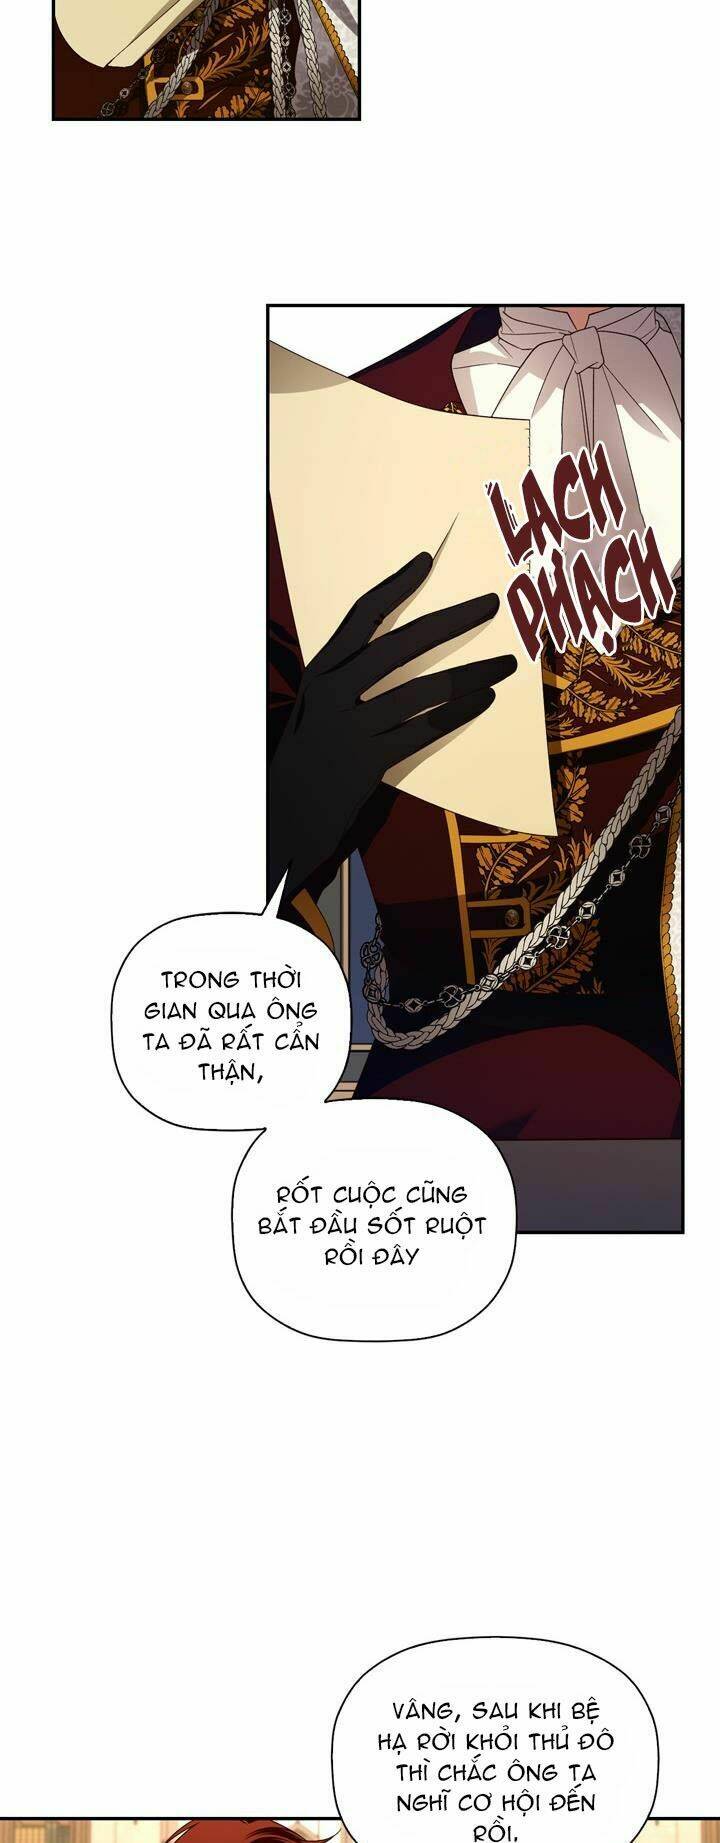 LẠCH
PHẠCH
TRONG THỜI
GIAN QUA ÔNG
TA ĐÃ RẤT CẨN
THẬN,
RỐT CUỘC CŨNG
BẮT ĐẦU SỐT RUỘT
RỒI ĐÂY
VÂNG, SAU KHI BỆ
HẠ RỜI KHỎI THỦ ĐÔ
THÌ CHẮC ÔNG TA
NGHĨ CƠ HỘI ĐẾN
RỒI,